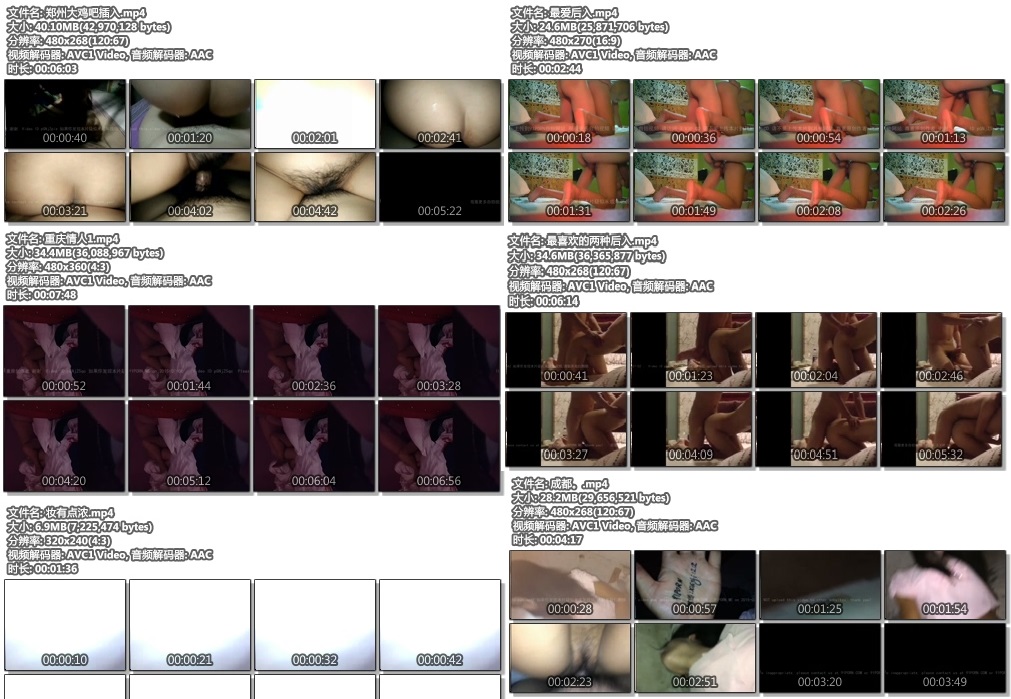 文件名: 郑州大鸡吧插入.mp4
大小: 40.10MB(42,970,128 bytes)
分辨率: 480x268(120:67)
视频解码器: AVC1 Video, 音频解码器: AAC
时长: 00:06:03
00:00:40
00:01:20
00:02:01
00:02:41
00:03:21
00:04:02
00:04:42
00:05:22
文件名: 最爱后入.mp4
大小: 24.6MB(25,871,706 bytes)
分辨率: 480x270(16:9)
视频解码器: AVC1 Video, 音频解码器: AAC
时长: 00:02:44
00:00:18
00:00:36
00:00:54
00:01:13
00:01:31
00:01:49
00:02:08
00:02:26
文件名: 重庆情人1.mp4
大小: 34.4MB(36,088,967 bytes)
分辨率: 480x360(4:3)
视频解码器: AVC1 Video, 音频解码器: AAC
时长: 00:07:48
00:00:52
00:01:44
00:02:36
00:03:28
00:04:20
00:05:12
00:06:04
00:06:56
文件名: 最喜欢的两种后入.mp4
大小: 34.6MB(36,365,877 bytes)
分辨率: 480x268(120:67)
视频解码器: AVC1 Video, 音频解码器: AAC
时长: 00:06:14
00:00:41
00:01:23
00:02:04
00:02:46
00:03:27
00:04:09
00:04:51
00:05:32
文件名: 妆有点浓.mp4
大小: 6.9MB(7,225,474 bytes)
分辨率: 320x240(4:3)
视频解码器: AVC1 Video, 音频解码器: AAC
时长: 00:01:36
00:00:10
00:00:21
00:00:32
00:00:42
文件名: 成都。.mp4
大小: 28.2MB(29,656,521 bytes)
分辨率: 480x268(120:67)
视频解码器: AVC1 Video, 音频解码器: AAC
时长: 00:04:17
00:00:28
00:00:57
00:01:25
00:01:54
00:02:23
00:02:51
00:03:20
00:03:49